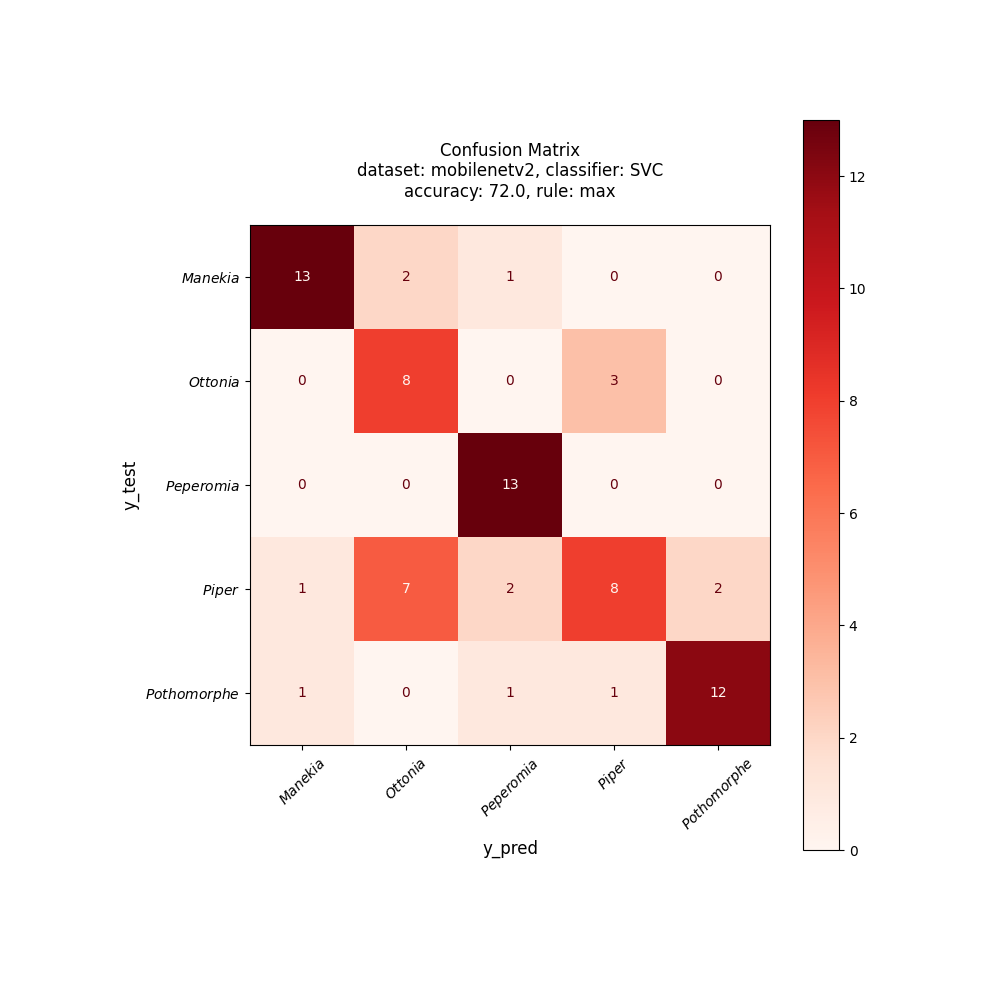 Confusion Matrix
dataset: mobilenetv2, classifier: SVC
accuracy: 72.0, rule: max
y_test
Manekia 13 2 1 0 0
Ottonia 0 8 0 3 0
Peperomia 0 0 13 0 0
Piper 1 7 2 8 2
Pothomorphe 1 0 1 1 12
Manekia Ottonia Peperomia Piper Pothomorphe
y_pred
12
10
8
6
4
2
0